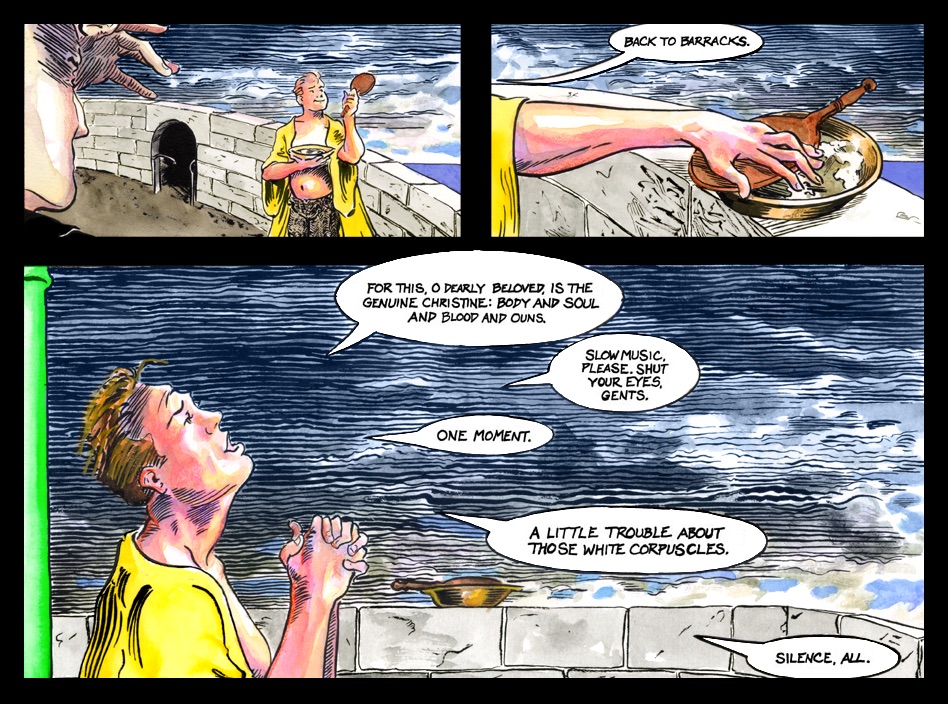 BACK TO BARRACKS.
FOR THIS, O DEARLY BELOVED, IS THE
GENUINE CHRISTINE: BODY AND SOUL
AND BLOOD AND OUNS.
SLOW MUSIC,
PLEASE. SHUT
YOUR EYES,
GENTS.
ONE MOMENT.
A LITTLE TROUBLE ABOUT
THOSE WHITE CORPUSCLES.
SILENCE, ALL.